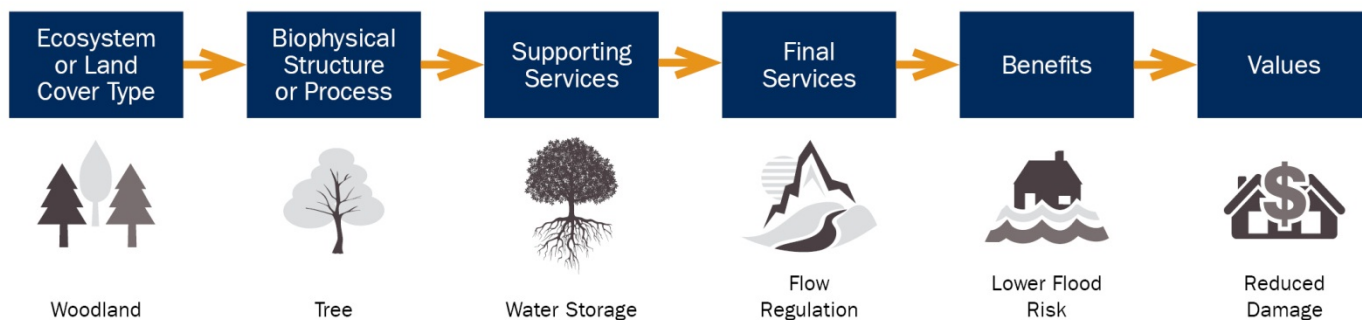 Ecosystem
or Land
Cover Type
Biophysical
Structure
or Process
Supporting
Services
Final
Services
Benefits
Values
$
Woodland
Tree
Water Storage
Flow
Regulation
Lower Flood
Risk
Reduced
Damage